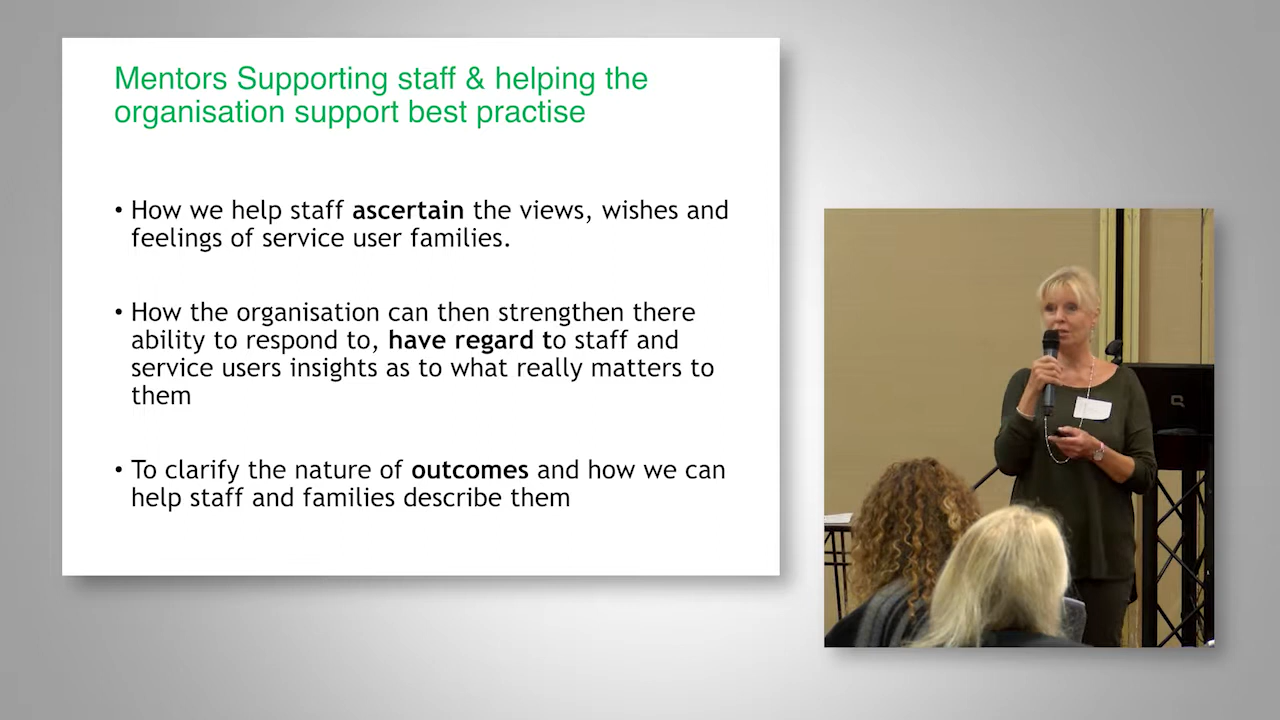 Mentors Supporting staff & helping the
organisation support best practise
• How we help staff ascertain the views, wishes and
feelings of service user families.
• How the organisation can then strengthen there
ability to respond to, have regard to staff and
service users insights as to what really matters to
them
• To clarify the nature of outcomes and how we can
help staff and families describe them